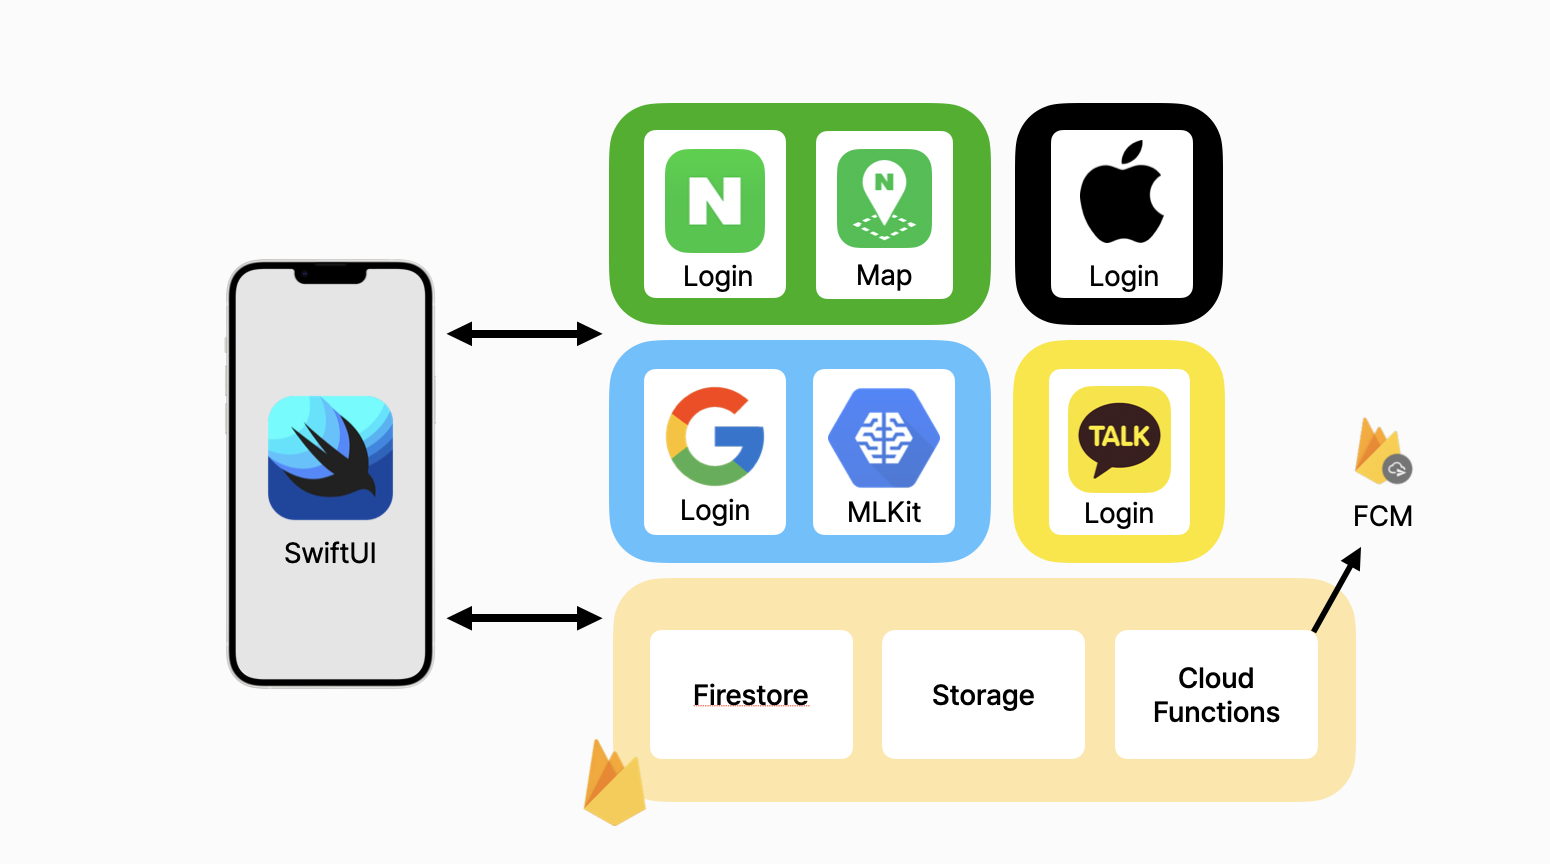 N
Login
N
Map
Login
Login
MLKit
TALK
Login
FCM
SwiftUI
Firestore
Storage
Cloud
Functions